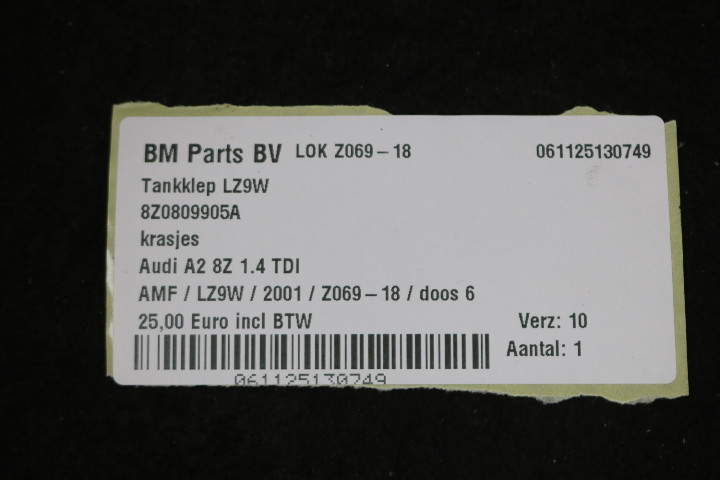 BM Parts BV LOK Z069-18 061125130749
Tankklep LZ9W
8Z0809905A
krasjes
Audi A2 8Z 1.4 TDI
AMF / LZ9W / 2001 / Z069-18 / doos 6
25,00 Euro incl BTW Verz: 10
Aantal: 1
061125130749